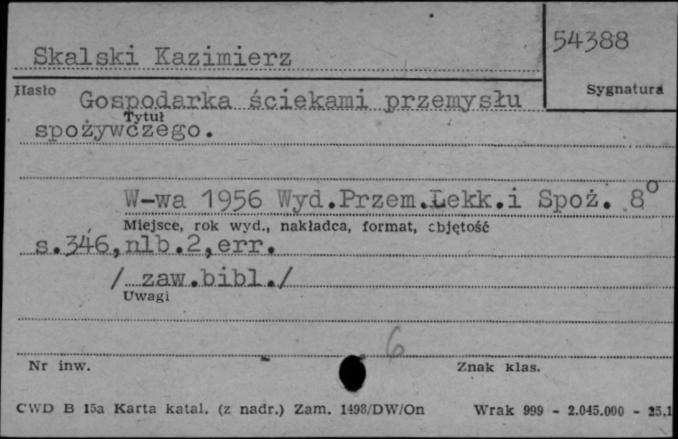 54388
Skalski Kazimierz
Hasło
Sygnatura
Gospodarka ściekami przemysłu
Tytuł
spożywczego.
W-wa 1956 Wyd.Przem.Lekk.i Spoż. 8°
Miejsce, rok wyd., nakładca, format, objętość
s.346,nlb.2,err.
/ zaw.bibl./
Uwagi
6
Nr inw.
Znak klas.
CWD B 15a Karta katal. (z nadr.) Zam. 1498/DW/On
Wrak 999 - 2.045.000 - 25.1